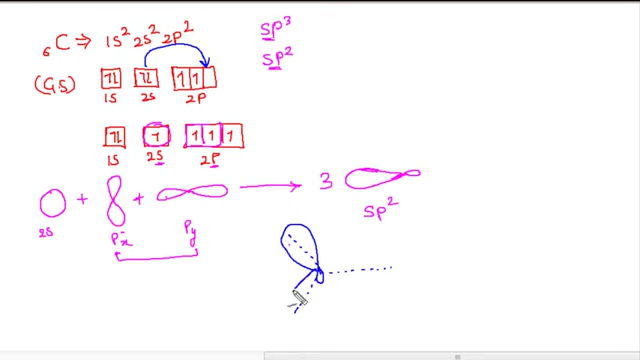 ₆C ⇒ 1S² 2S² 2P²
SP³
SP²
(G.S)
1S 2S 2P
1S 2S 2P
+ + → 3
2S Px Py SP²